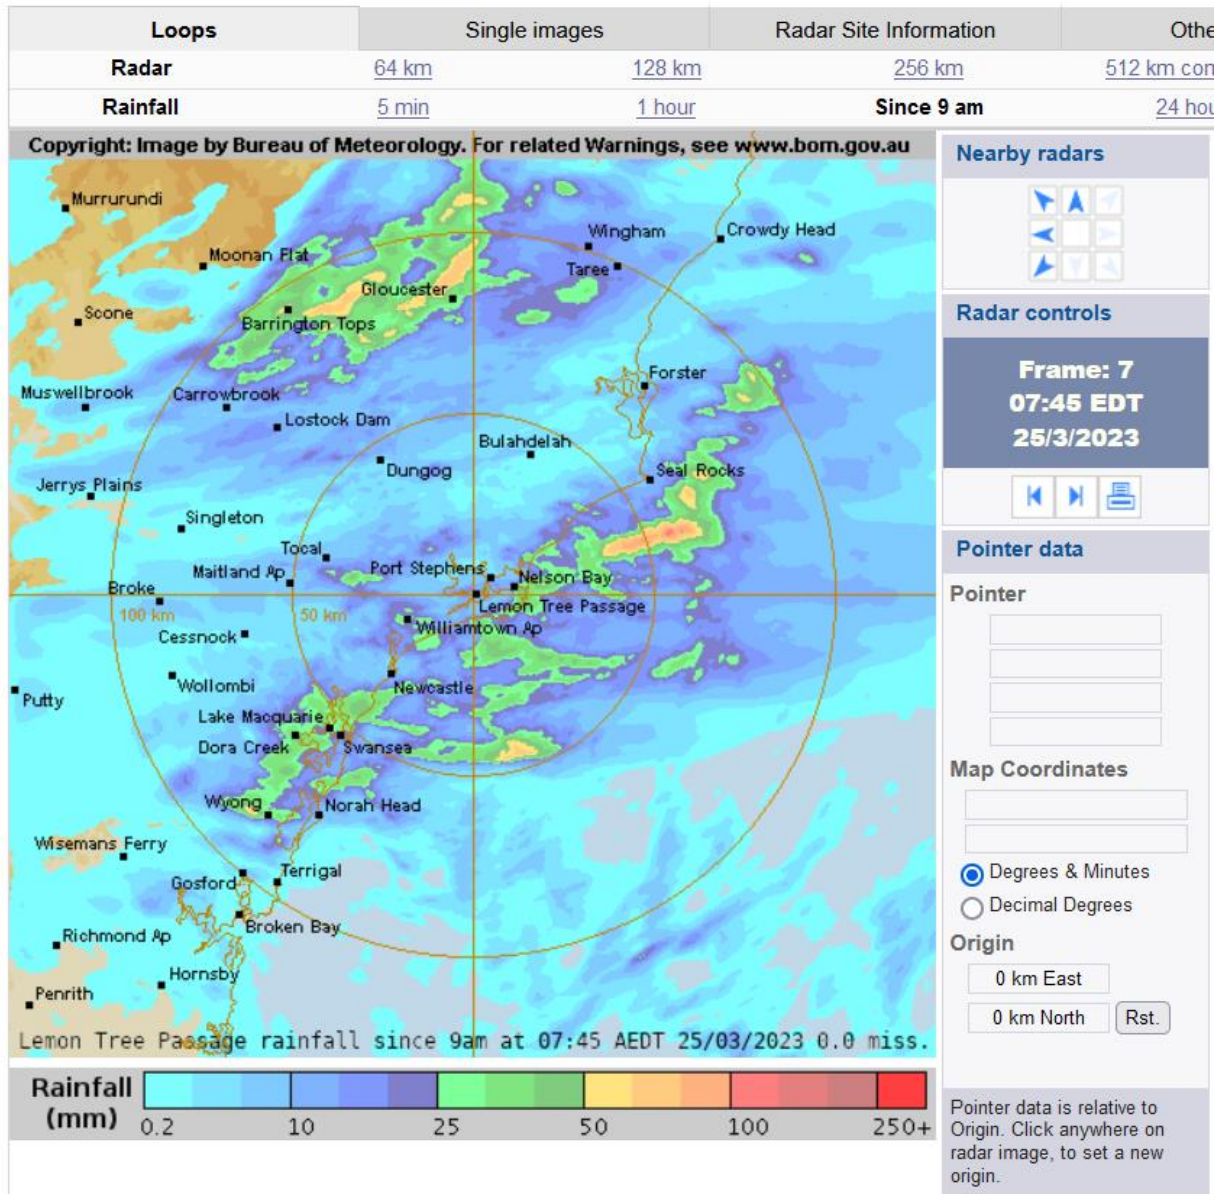 Loops Single images Radar Site Information
Radar 64 km 128 km 256 km 512 km
Rainfall 5 min 1 hour Since 9 am 24
Copyright: Image by Bureau of Meteorology. For related Warnings, see www.bom.gov.au
Nearby radars
Murrurundi
Wingham
Crowdy Head
Moonan Flat
Taree
Gloucester
Scone
Barrington Tops
Radar controls
Frame: 7
07:45 EDT
25/3/2023
Forster
Muswellbrook
Carrowbrook
Lostock Dam
Bulahdelah
Dungog
Seal Rocks
Jerrys Plains
Singleton
Tocal
Port Stephens
Maitland Ap
Nelson Bay
Broke
Lemon Tree Passage
100 km
50 km
Williamtown Ap
Cessnock
Wollombi
Newcastle
Putty
Lake Macquarie
Dora Creek
Swansea
Wyong
Norah Head
Wisemans Ferry
Gosford
Terrigal
Broken Bay
Richmond Ap
Hornsby
Penrith
Lemon Tree Passage rainfall since 9am at 07:45 AEDT 25/03/2023 0.0 miss.
Pointer data
Pointer
Map Coordinates
Degrees & Minutes
Decimal Degrees
Origin
0 km East
0 km North Rst.
Rainfall
(mm)
0.2 10 25 50 100 250+
Pointer data is relative to
Origin. Click anywhere on
radar image, to set a new
origin.